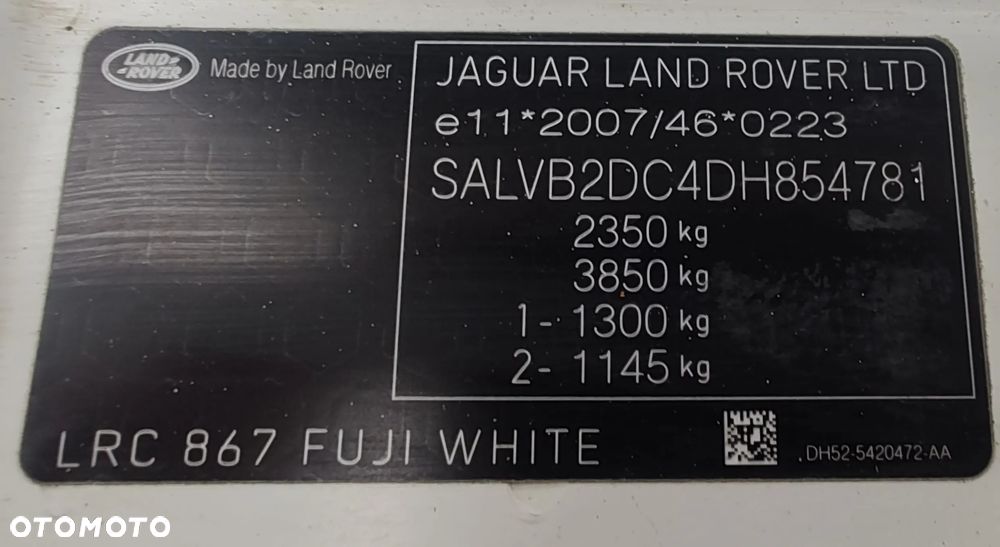 LAND ROVER
Made by Land Rover
JAGUAR LAND ROVER LTD
e11*2007/46*0223
SALVB2DC4DH854781
2350 kg
3850 kg
1- 1300 kg
2- 1145 kg
LRC 867 FUJI WHITE
DH52-5420472-AA
OTOMOTO